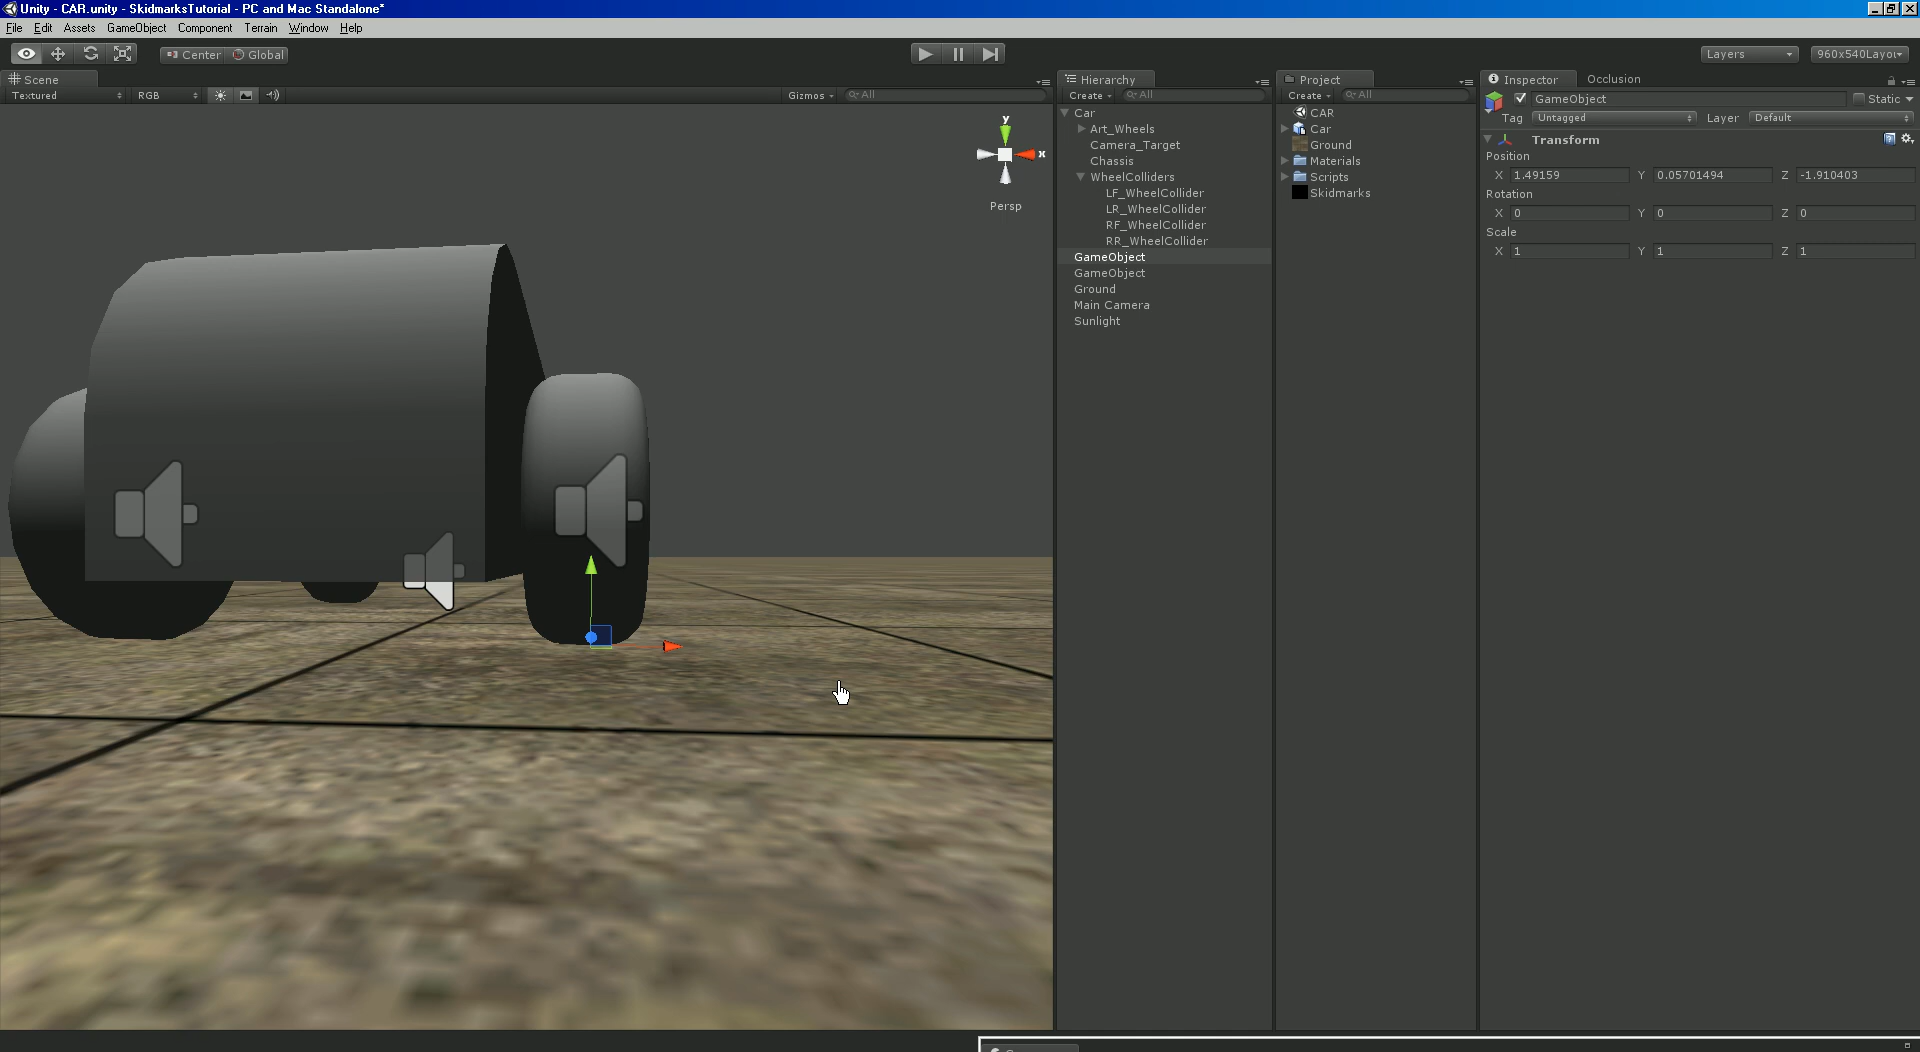 Unity - CAR.unity - SkidmarksTutorial - PC and Mac Standalone*
File Edit Assets GameObject Component Terrain Window Help
Center Global
Layers
960x540Layou
Scene
Textured RGB Gizmos All
y
x
Persp
Hierarchy
Create All
Car
Art_Wheels
Camera_Target
Chassis
WheelColliders
LF_WheelCollider
LR_WheelCollider
RF_WheelCollider
RR_WheelCollider
GameObject
GameObject
Ground
Main Camera
Sunlight
Project
Create All
CAR
Car
Ground
Materials
Scripts
Skidmarks
Inspector Occlusion
GameObject Static
Tag Untagged Layer Default
Transform
Position
X 1.49159 Y 0.05701494 Z -1.910403
Rotation
X 0 Y 0 Z 0
Scale
X 1 Y 1 Z 1